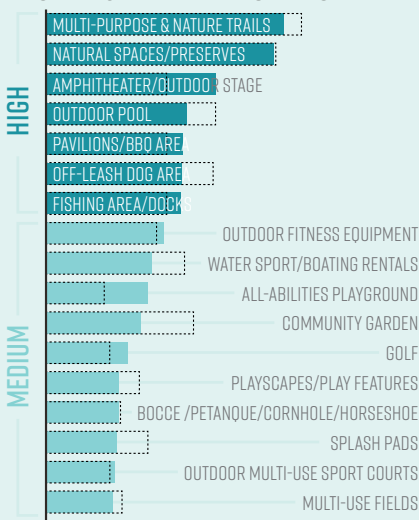 HIGH
MULTI-PURPOSE & NATURE TRAILS
NATURAL SPACES/PRESERVES
AMPHITHEATER/OUTDOOR STAGE
OUTDOOR POOL
PAVILIONS/BBQ AREA
OFF-LEASH DOG AREA
FISHING AREA/DOCKS
MEDIUM
OUTDOOR FITNESS EQUIPMENT
WATER SPORT/BOATING RENTALS
ALL-ABILITIES PLAYGROUND
COMMUNITY GARDEN
GOLF
PLAYSCAPES/PLAY FEATURES
BOCCE /PETANQUE/CORNHOLE/HORSESHOE
SPLASH PADS
OUTDOOR MULTI-USE SPORT COURTS
MULTI-USE FIELDS